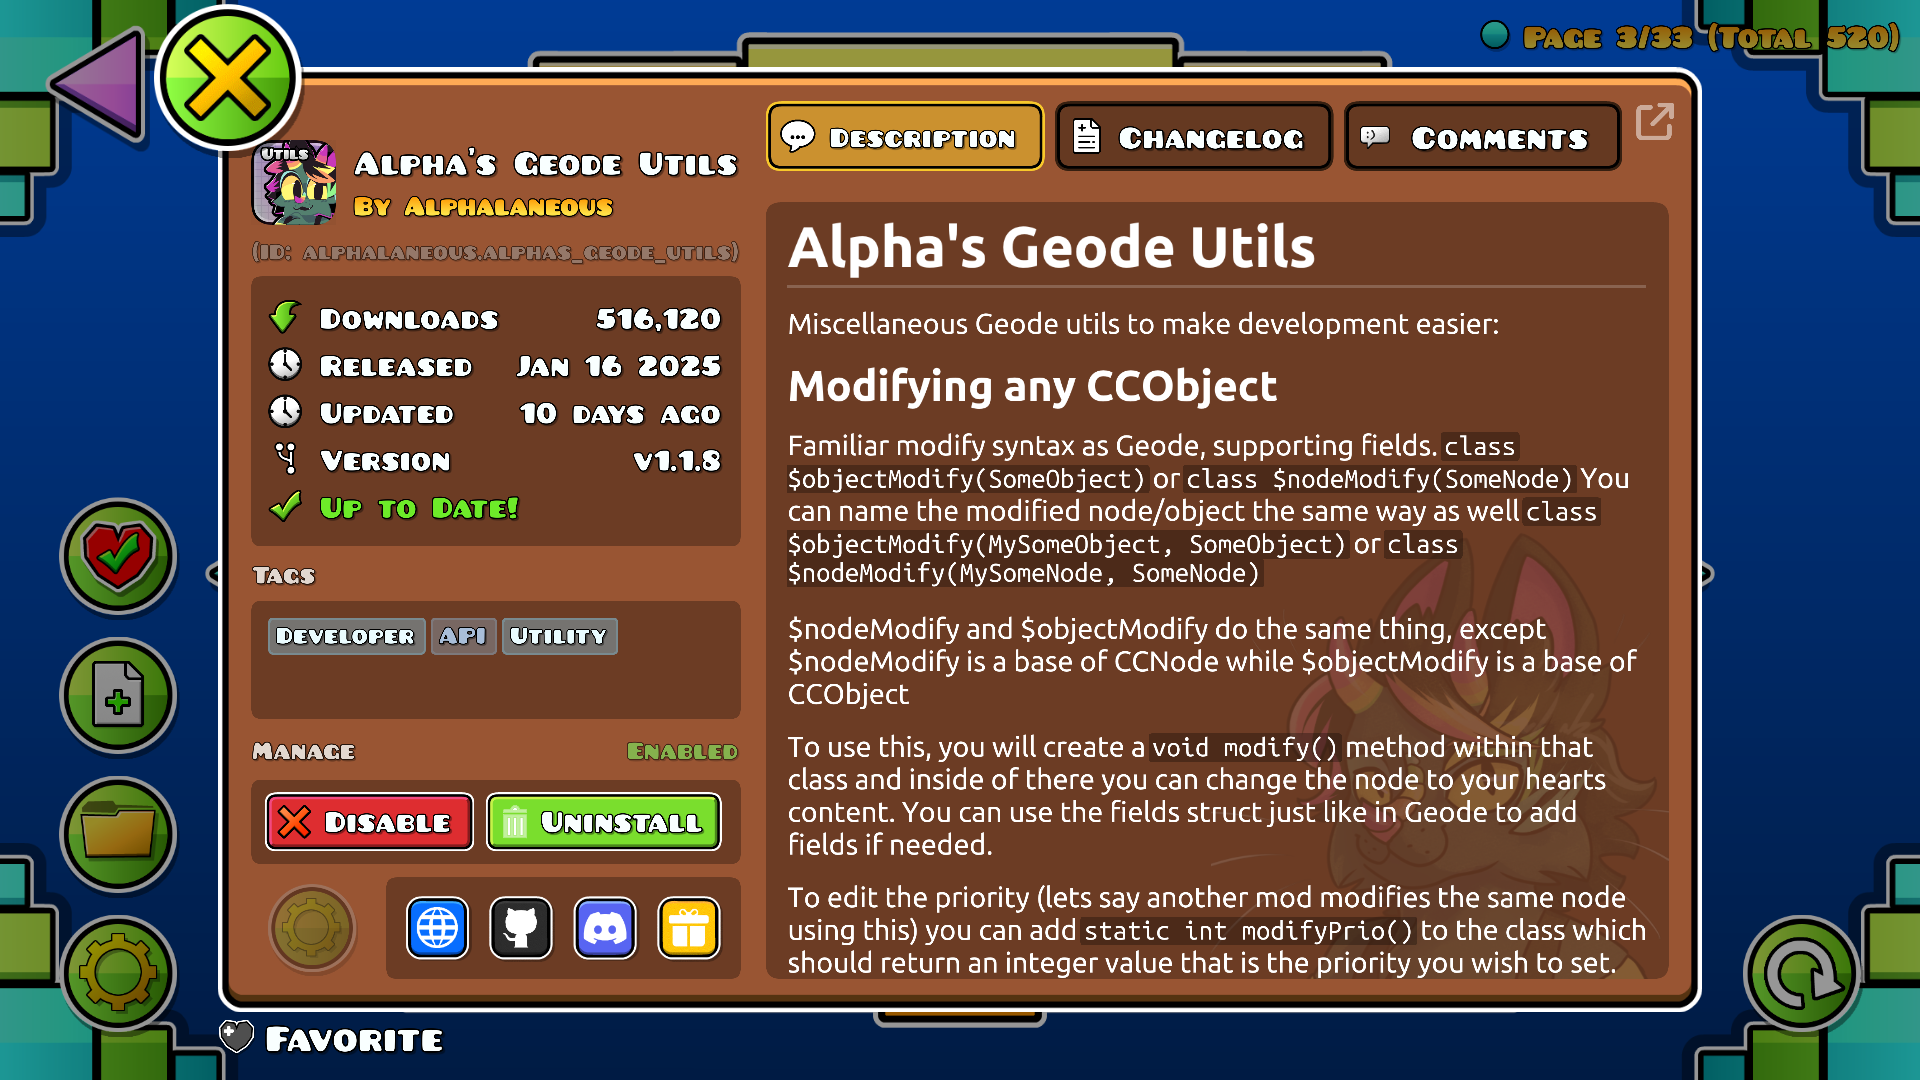 Page 3/33 (Total 520)
Utils
Alpha's Geode Utils
By Alphalaneous
(ID: alphalaneous.alphas_geode_utils)
Downloads 516,120
Released Jan 16 2025
Updated 10 days ago
Version v1.1.8
Up to Date!
Tags
Developer API Utility
Manage Enabled
Disable Uninstall
Favorite
Description Changelog Comments
Alpha's Geode Utils
Miscellaneous Geode utils to make development easier:
Modifying any CCObject
Familiar modify syntax as Geode, supporting fields. class
$objectModify(SomeObject) or class $nodeModify(SomeNode) You
can name the modified node/object the same way as well class
$objectModify(MySomeObject, SomeObject) or class
$nodeModify(MySomeNode, SomeNode)
$nodeModify and $objectModify do the same thing, except
$nodeModify is a base of CCNode while $objectModify is a base of
CCObject
To use this, you will create a void modify() method within that
class and inside of there you can change the node to your hearts
content. You can use the fields struct just like in Geode to add
fields if needed.
To edit the priority (lets say another mod modifies the same node
using this) you can add static int modifyPrio() to the class which
should return an integer value that is the priority you wish to set.